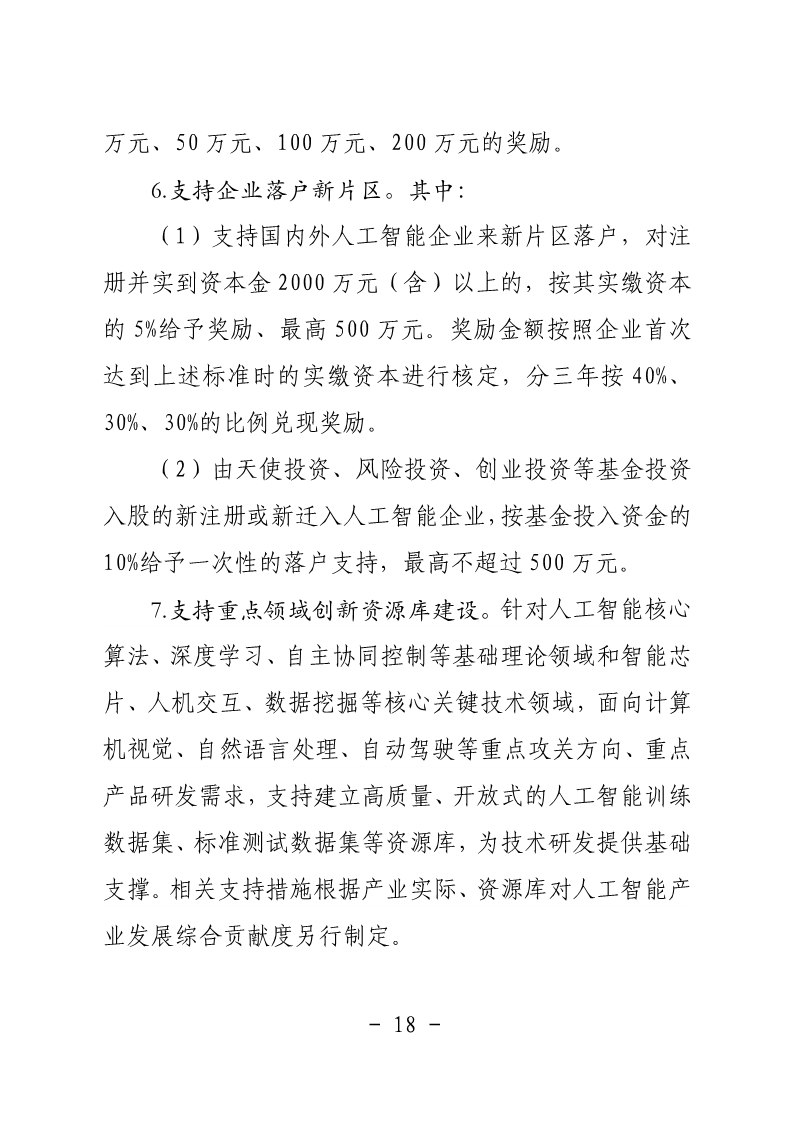 万元、50 万元、100 万元、200 万元的奖励。
6.支持企业落户新片区。其中：
（1）支持国内外人工智能企业来新片区落户，对注
册并实到资本金 2000 万元（含）以上的，按其实缴资本
的 5%给予奖励、最高 500 万元。奖励金额按照企业首次
达到上述标准时的实缴资本进行核定，分三年按 40%、
30%、30%的比例兑现奖励。
（2）由天使投资、风险投资、创业投资等基金投资
入股的新注册或新迁入人工智能企业，按基金投入资金的
10%给予一次性的落户支持，最高不超过 500 万元。
7.支持重点领域创新资源库建设。针对人工智能核心
算法、深度学习、自主协同控制等基础理论领域和智能芯
片、人机交互、数据挖掘等核心关键技术领域，面向计算
机视觉、自然语言处理、自动驾驶等重点攻关方向、重点
产品研发需求，支持建立高质量、开放式的人工智能训练
数据集、标准测试数据集等资源库，为技术研发提供基础
支撑。相关支持措施根据产业实际、资源库对人工智能产
业发展综合贡献度另行制定。
- 18 -